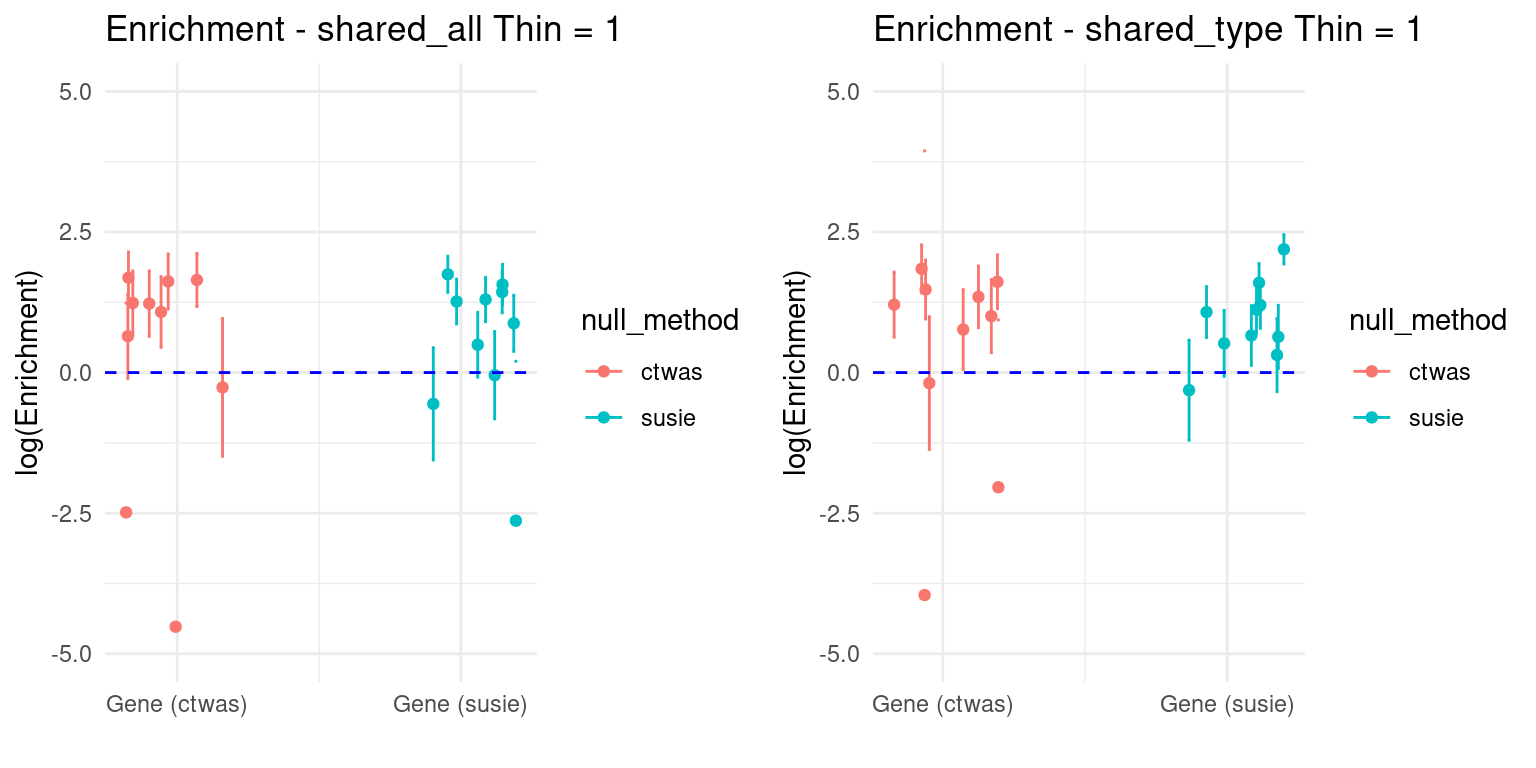 Enrichment - shared_all Thin = 1
5.0
2.5
0.0
-2.5
-5.0
log(Enrichment)
Gene (ctwas)
Gene (susie)
null_method
ctwas
susie
Enrichment - shared_type Thin = 1
5.0
2.5
0.0
-2.5
-5.0
log(Enrichment)
Gene (ctwas)
Gene (susie)
null_method
ctwas
susie